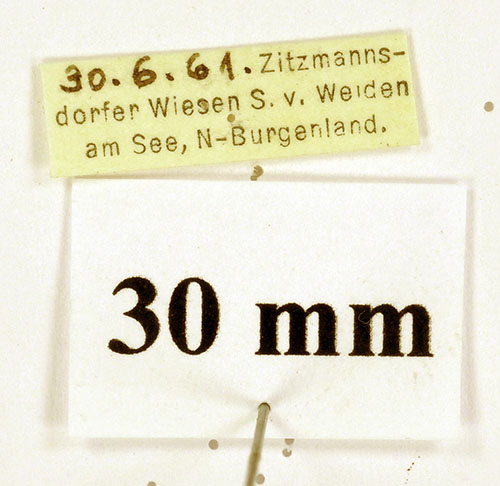 30.6.61. Zitzmanns-
dorfer Wiesen S. v. Weiden
am See, N-Burgenland.
30 mm